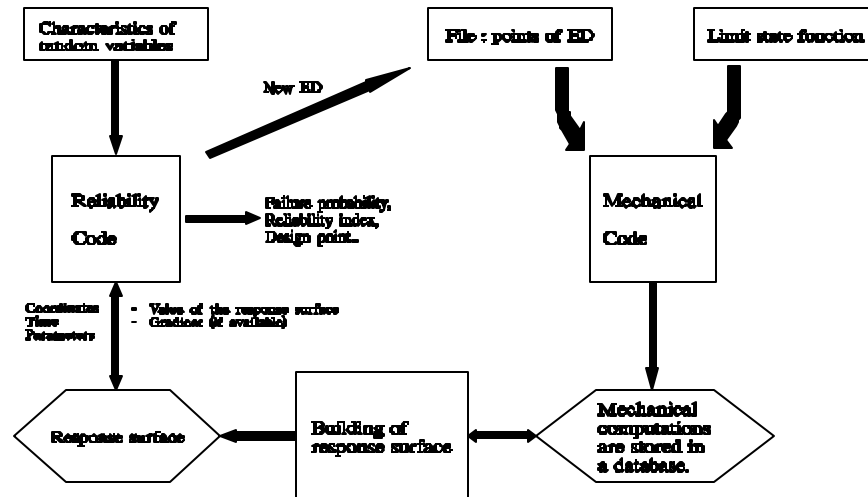 Characteristics of
random variables
File : points of ED
Limit state function
New ED
Reliability
Code
Failure probability,
Reliability index,
Design point...
Mechanical
Code
Coordinates
Time
Parameters
- Value of the response surface
- Gradient (if available)
Response surface
Building of
response surface
Mechanical
computations
are stored in
a database.